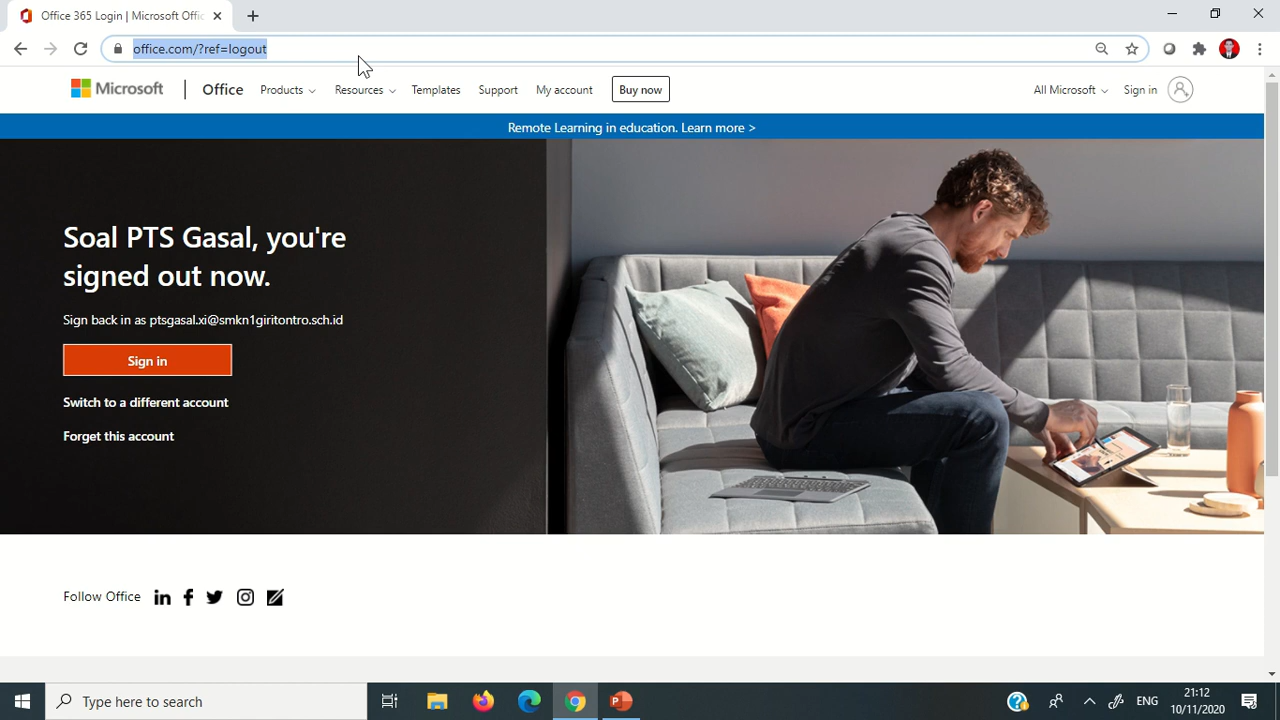 Office 365 Login | Microsoft Offic
office.com/?ref=logout
Microsoft
Office
Products
Resources
Templates
Support
My account
Buy now
All Microsoft
Sign in
Remote Learning in education. Learn more >
Soal PTS Gasal, you're
signed out now.
Sign back in as ptsgasal.xi@smkn1giritontro.sch.id
Sign in
Switch to a different account
Forget this account
Follow Office
Type here to search
ENG
21:12
10/11/2020